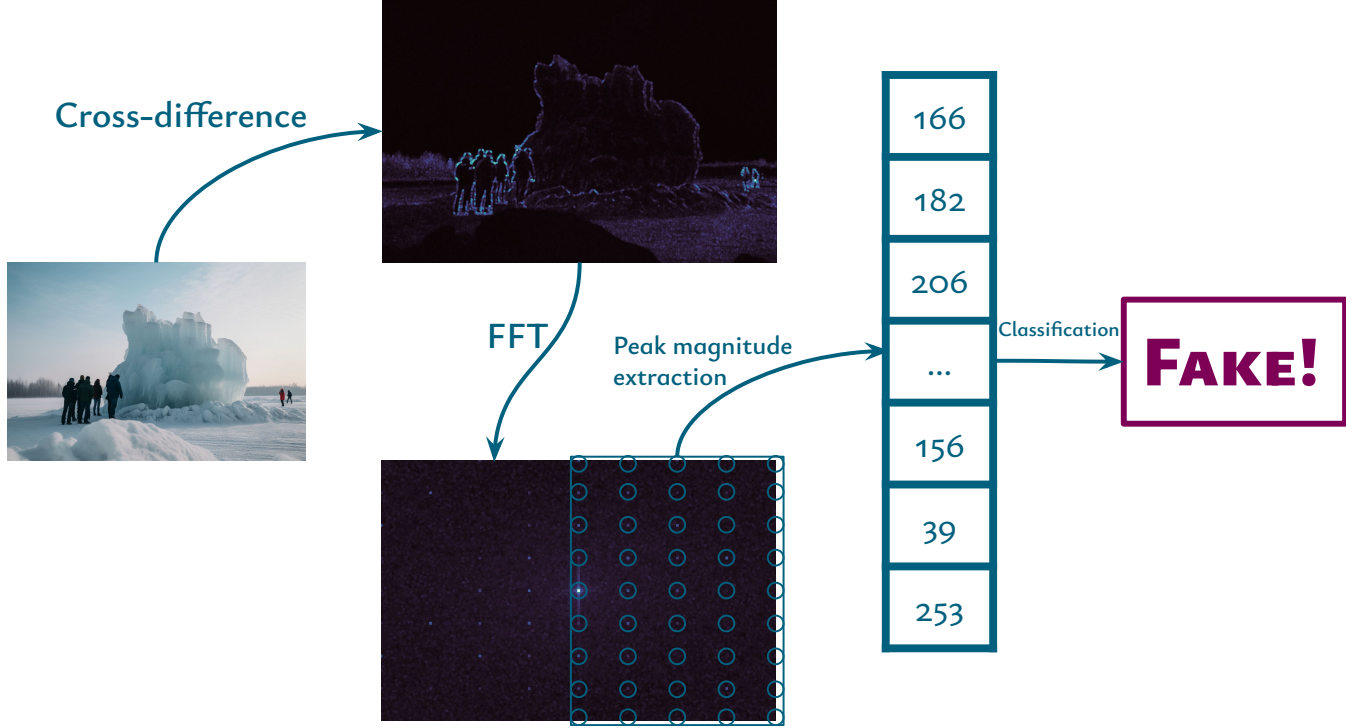 Cross-difference
FFT
Peak magnitude
extraction
166
182
206
...
156
39
253
Classification
FAKE!